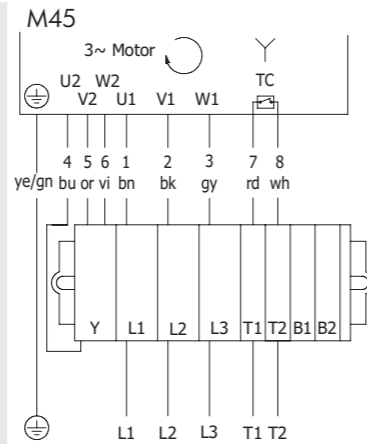 M45
3~ Motor
U2 W2 TC
V2 U1 V1 W1
4 5 6 1 2 3 7 8
ye/gn bu or vi bn bk gy rd wh
Y L1 L2 L3 T1 T2 B1 B2
L1 L2 L3 T1 T2